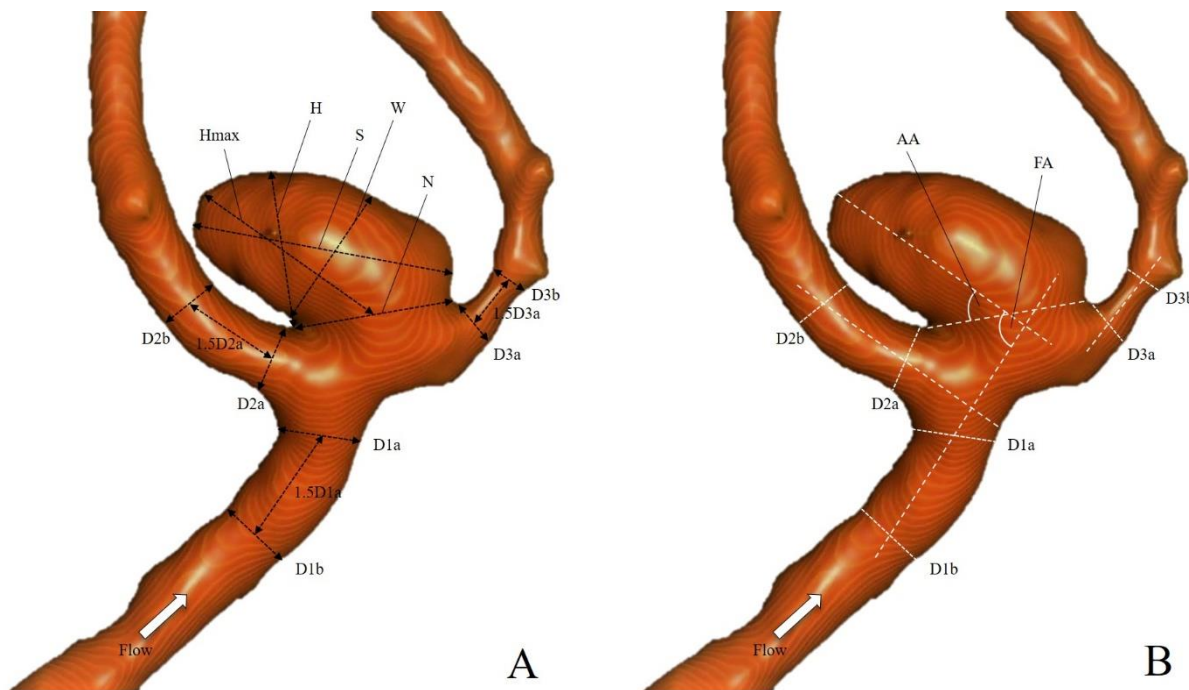 H
W
Hmax
S
N
D3b
1.5D3a
D2b
1.5D2a
D3a
D2a
D1a
1.5D1a
D1b
Flow
A
AA
FA
D3b
D2b
D3a
D2a
D1a
D1b
Flow
B